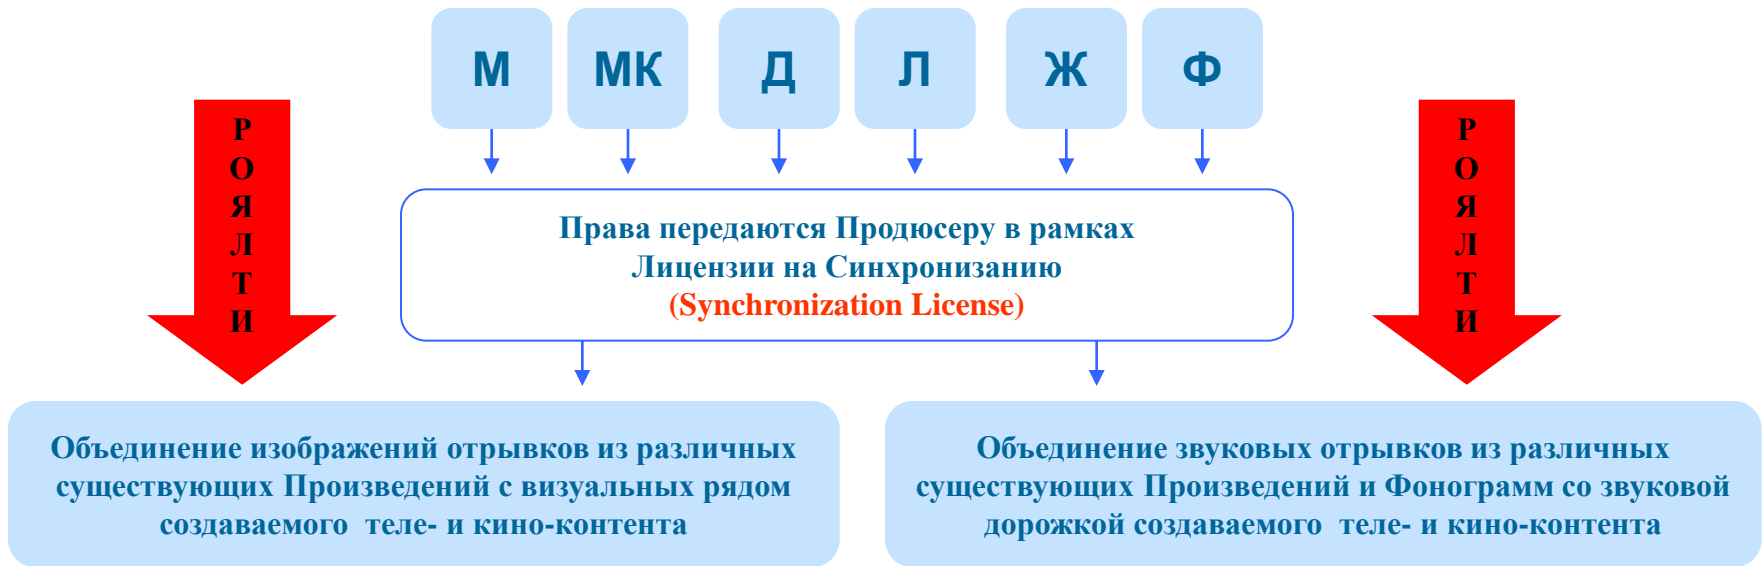 М МК Д Л Ж Ф
РОЯЛТИ
РОЯЛТИ
Права передаются Продюсеру в рамках
Лицензии на Синхронизанию
(Synchronization License)
Объединение изображений отрывков из различных
существующих Произведений с визуальных рядом
создаваемого теле- и кино-контента
Объединение звуковых отрывков из различных
существующих Произведений и Фонограмм со звуковой
дорожкой создаваемого теле- и кино-контента